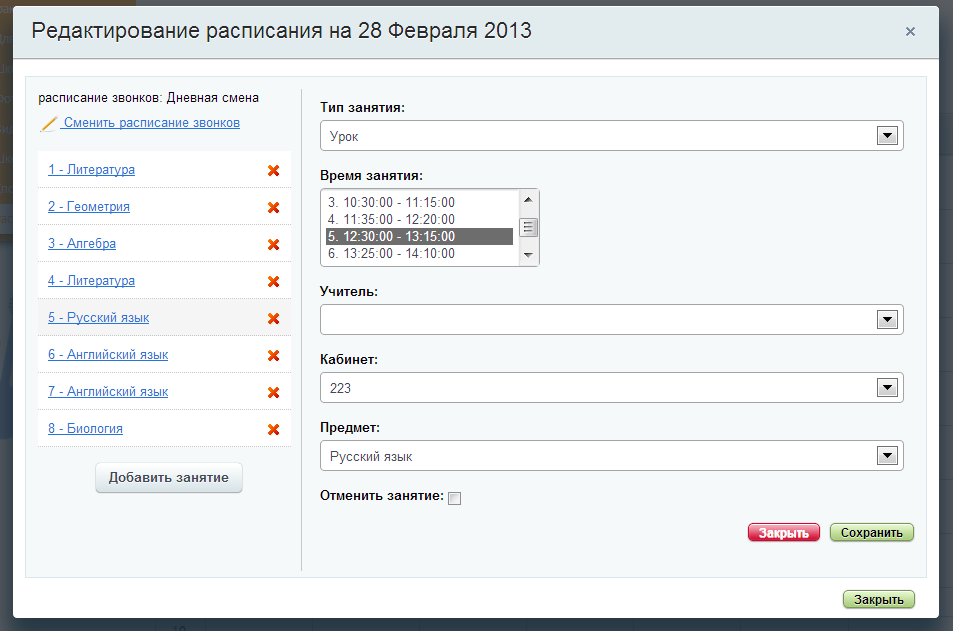 Редактирование расписания на 28 Февраля 2013
расписание звонков: Дневная смена
Сменить расписание звонков
1 - Литература
2 - Геометрия
3 - Алгебра
4 - Литература
5 - Русский язык
6 - Английский язык
7 - Английский язык
8 - Биология
Добавить занятие
Тип занятия:
Урок
Время занятия:
3. 10:30:00 - 11:15:00
4. 11:35:00 - 12:20:00
5. 12:30:00 - 13:15:00
6. 13:25:00 - 14:10:00
Учитель:
Кабинет:
223
Предмет:
Русский язык
Отменить занятие:
Закрыть Сохранить
Закрыть